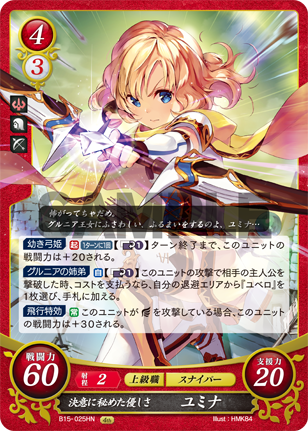 4
3
怖がってちゃだめ。
グルニア王女にふさわしい、ふるまいをするのよ、ユミナ…
幼き弓姫 起 1ターンに1回 【1】ターン終了まで、このユニットの
戦闘力は+20される。
グルニアの姉弟 自 【1】このユニットの攻撃で相手の主人公を
撃破した時、コストを支払うなら、自分の退避エリアから『ユベロ』を
1枚選び、手札に加える。
飛行特効 常 このユニットが を攻撃している場合、このユニットの
戦闘力は+30される。
戦闘力
60
射程 2 上級職 スナイパー
支援力
20
決意に秘めた優しさ ユミナ
B15-025HN Illust:HMK84